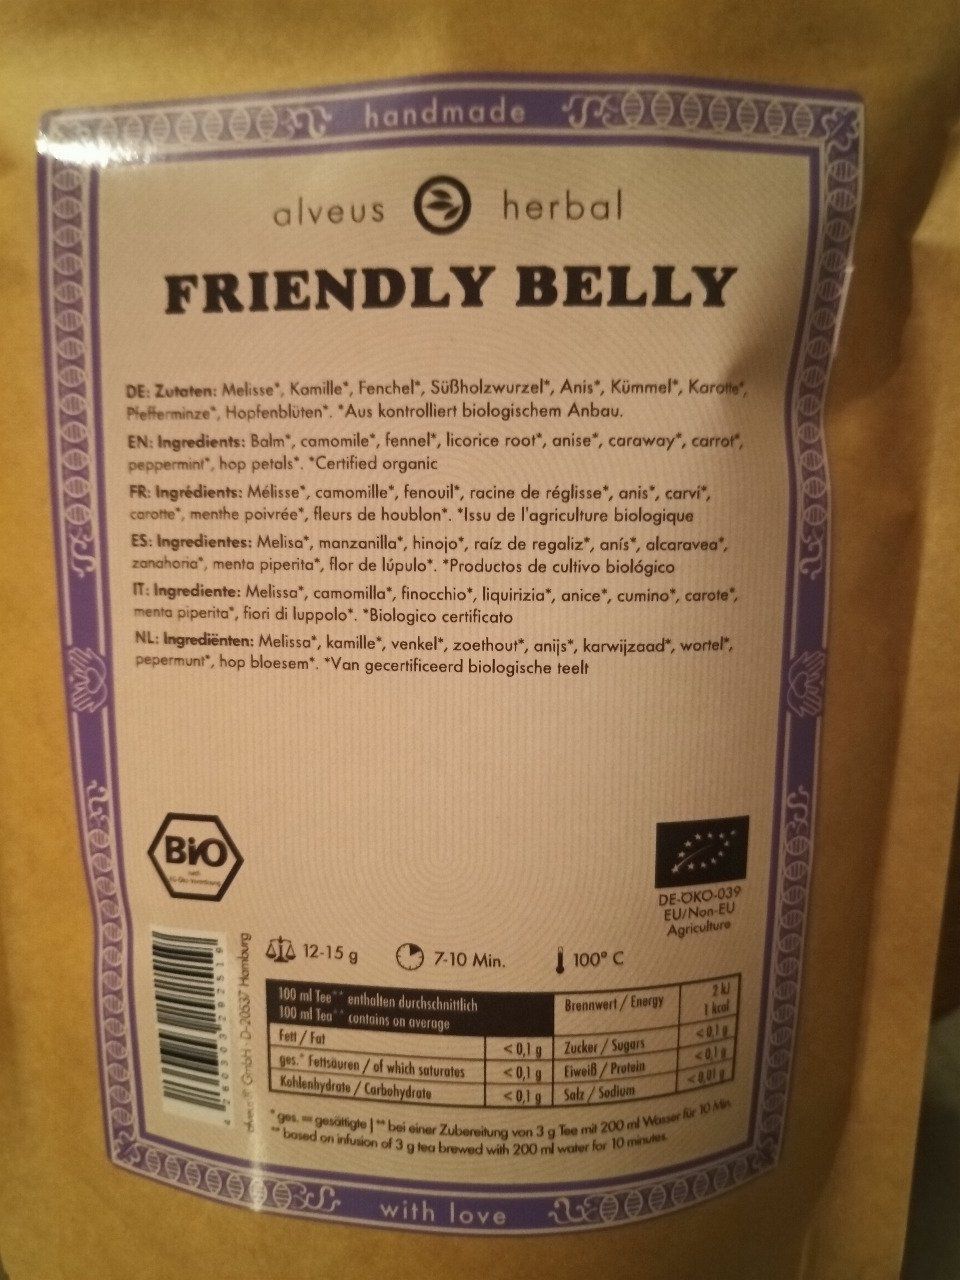 handmade
alveus herbal
FRIENDLY BELLY
DE: Zutaten: Melisse*, Kamille*, Fenchel*, Süßholzwurzel*, Anis*, Kümmel*, Karotte*,
Pfefferminze*, Hopfenblüten*. *Aus kontrolliert biologischem Anbau.
EN: Ingredients: Balm*, camomile*, fennel*, licorice root*, anise*, caraway*, carrot*,
peppermint*, hop petals*. *Certified organic
FR: Ingrédients: Mélisse*, camomille*, fenouil*, racine de réglisse*, anis*, carvi*,
carotte*, menthe poivrée*, fleurs de houblon*. *Issu de l'agriculture biologique
ES: Ingredientes: Melisa*, manzanilla*, hinojo*, raíz de regaliz*, anís*, alcaravea*,
zanahoria*, menta piperita*, flor de lúpulo*. *Productos de cultivo biológico
IT: Ingrediente: Melissa*, camomilla*, finocchio*, liquirizia*, anice*, cumino*, carote*,
menta piperita*, fiori di luppolo*. *Biologico certificato
NL: Ingrediënten: Melissa*, kamille*, venkel*, zoethout*, anijs*, karwijzaad*, wortel*,
pepermunt*, hop bloesem*. *Van gecertificeerd biologische teelt
Bio
nach
DE-ÖKO-039
EU/Non-EU
Agriculture
GmbH D-20537 Hamburg
12-15 g
7-10 Min.
100° C
100 ml Tee** enthalten durchschnittlich
100 ml Tea** contains on average
Brennwert / Energy
2 kJ
1 kcal
Fett / Fat <0,1 g
Zucker / Sugars <0,1 g
ges.* Fettsäuren / of which saturates <0,1 g
Eiweiß / Protein <0,1 g
Kohlenhydrate / Carbohydrate <0,1 g
Salz / Sodium <0,01 g
*ges. = gesättigte | ** bei einer Zubereitung von 3 g Tee mit 200 ml Wasser für 10 Min.
** based on infusion of 3 g tea brewed with 200 ml water for 10 minutes.
with love